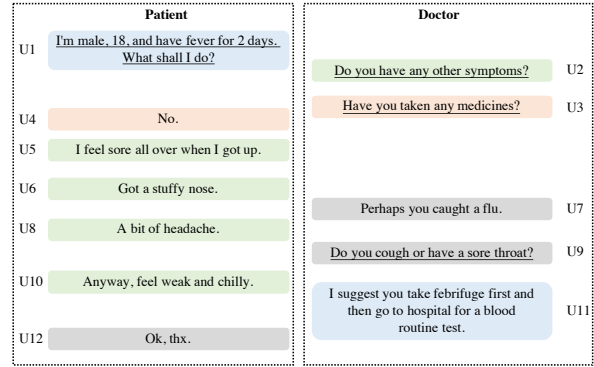 Patient
Doctor
U1
I'm male, 18, and have fever for 2 days.
What shall I do?
Do you have any other symptoms?
U2
Have you taken any medicines?
U3
U4
No.
U5
I feel sore all over when I got up.
U6
Got a stuffy nose.
Perhaps you caught a flu.
U7
U8
A bit of headache.
Do you cough or have a sore throat?
U9
U10
Anyway, feel weak and chilly.
I suggest you take febrifuge first and
then go to hospital for a blood
routine test.
U11
U12
Ok, thx.